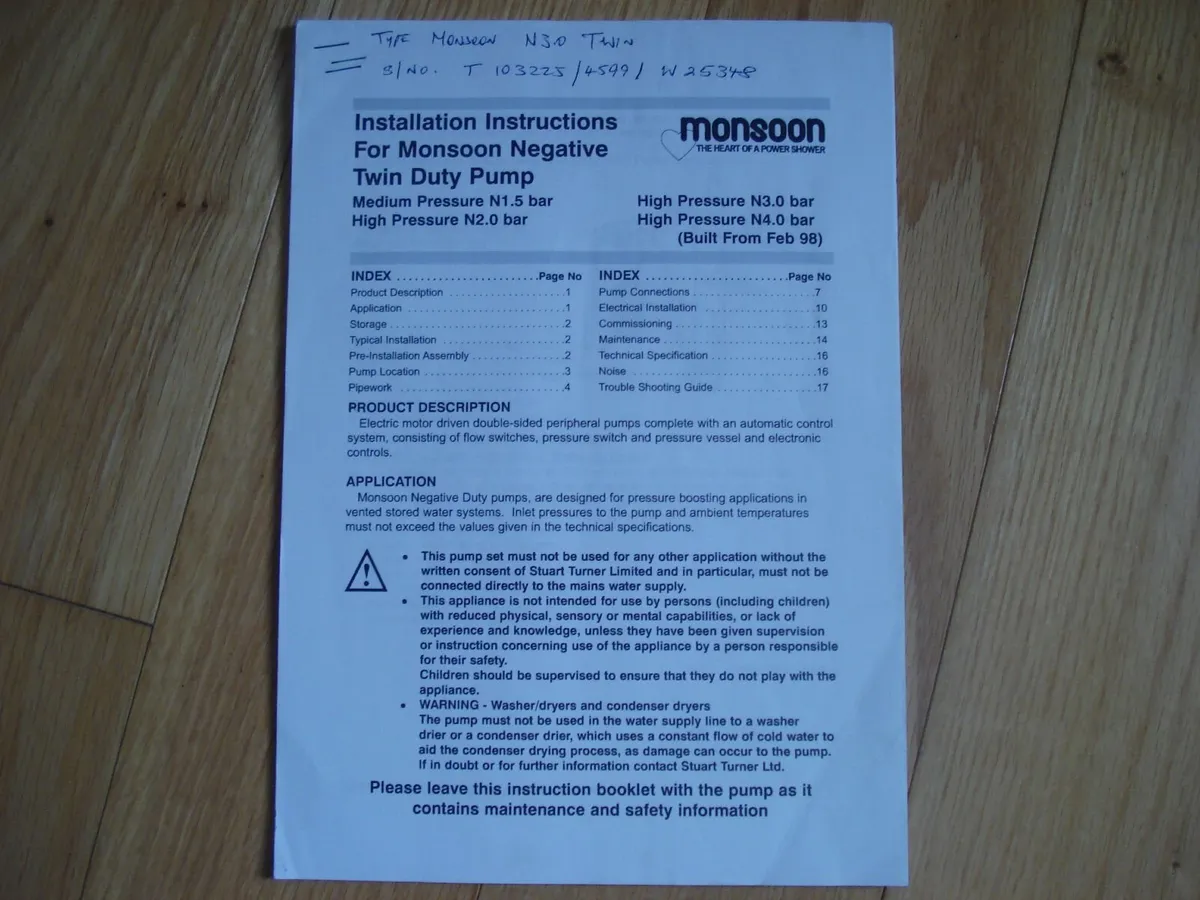 TYPE MONSOON N3.0 TWIN
S/NO. T 103225/4599/ W25348
Installation Instructions
For Monsoon Negative
Twin Duty Pump
monsoon
THE HEART OF A POWER SHOWER
Medium Pressure N1.5 bar
High Pressure N2.0 bar
High Pressure N3.0 bar
High Pressure N4.0 bar
(Built From Feb 98)
INDEX ........................Page No
Product Description ....................1
Application ...........................1
Storage ..............................2
Typical Installation .....................2
Pre-Installation Assembly ................2
Pump Location ........................3
Pipework ............................4
INDEX ........................Page No
Pump Connections .....................7
Electrical Installation ...................10
Commissioning ........................13
Maintenance ..........................14
Technical Specification ..................16
Noise ................................16
Trouble Shooting Guide .................17
PRODUCT DESCRIPTION
Electric motor driven double-sided peripheral pumps complete with an automatic control
system, consisting of flow switches, pressure switch and pressure vessel and electronic
controls.
APPLICATION
Monsoon Negative Duty pumps, are designed for pressure boosting applications in
vented stored water systems. Inlet pressures to the pump and ambient temperatures
must not exceed the values given in the technical specifications.
• This pump set must not be used for any other application without the
written consent of Stuart Turner Limited and in particular, must not be
connected directly to the mains water supply.
• This appliance is not intended for use by persons (including children)
with reduced physical, sensory or mental capabilities, or lack of
experience and knowledge, unless they have been given supervision
or instruction concerning use of the appliance by a person responsible
for their safety.
Children should be supervised to ensure that they do not play with the
appliance.
• WARNING - Washer/dryers and condenser dryers
The pump must not be used in the water supply line to a washer
drier or a condenser drier, which uses a constant flow of cold water to
aid the condenser drying process, as damage can occur to the pump.
If in doubt or for further information contact Stuart Turner Ltd.
Please leave this instruction booklet with the pump as it
contains maintenance and safety information